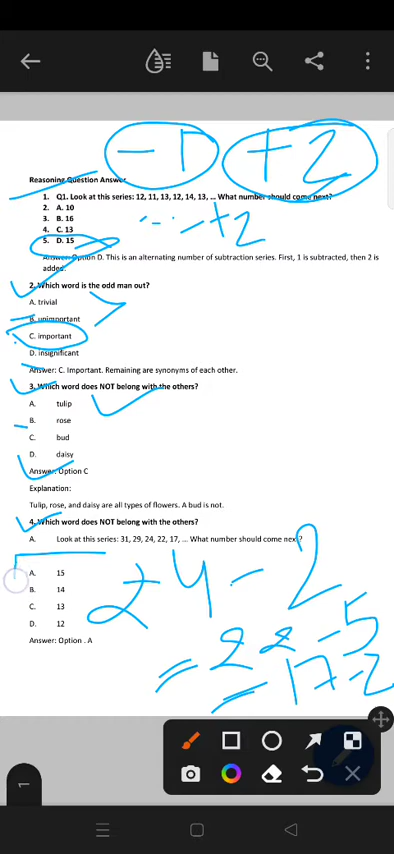 -1 +2
Reasoning Question Answer
1. Q1. Look at this series: 12, 11, 13, 12, 14, 13, … What number should come next?
2. A. 10
3. B. 16
4. C. 13
5. D. 15
+2
Answer: Option D. This is an alternating number of subtraction series. First, 1 is subtracted, then 2 is
added.
2. Which word is the odd man out?
A. trivial
B. unimportant
C. important
D. insignificant
Answer: C. Important. Remaining are synonyms of each other.
3. Which word does NOT belong with the others?
A. tulip
B. rose
C. bud
D. daisy
Answer: Option C
Explanation:
Tulip, rose, and daisy are all types of flowers. A bud is not.
4. Which word does NOT belong with the others?
A. Look at this series: 31, 29, 24, 22, 17, … What number should come next?
A. 15
B. 14
C. 13
D. 12
Answer: Option . A
24-2
=22-5
=17-2
1